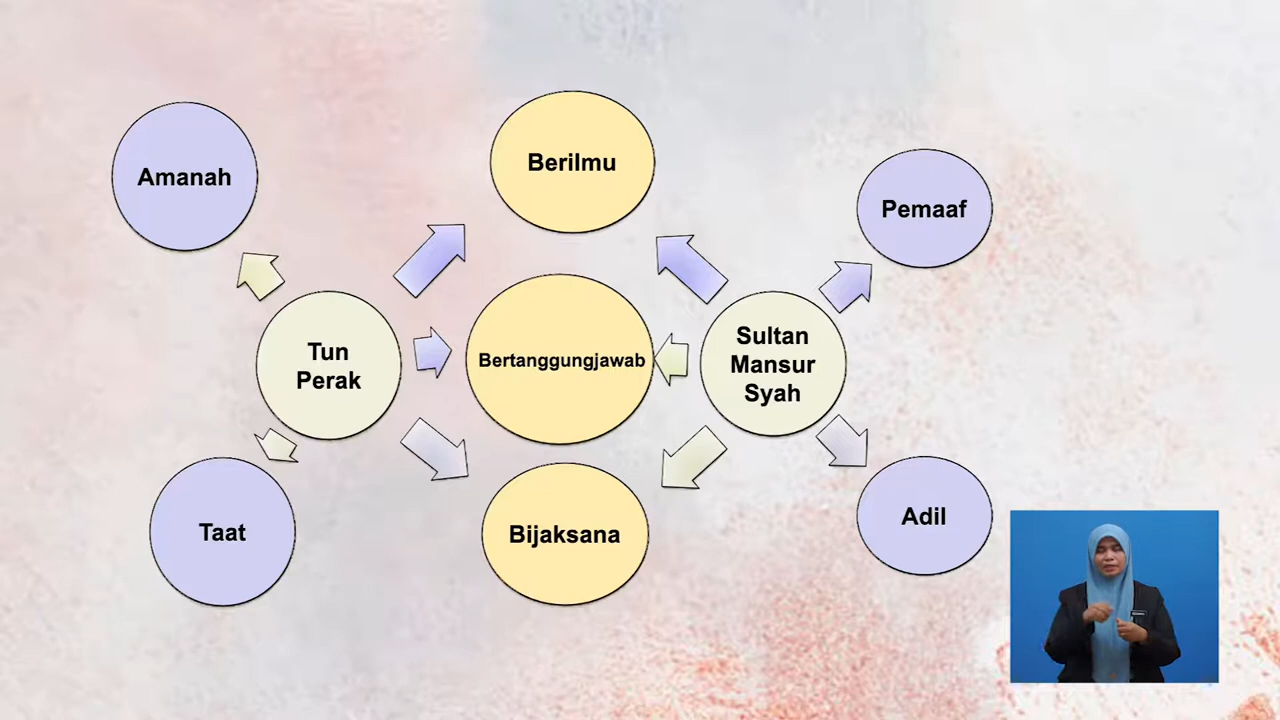 Amanah
Berilmu
Pemaaf
Tun
Perak
Bertanggungjawab
Sultan
Mansur
Syah
Taat
Bijaksana
Adil